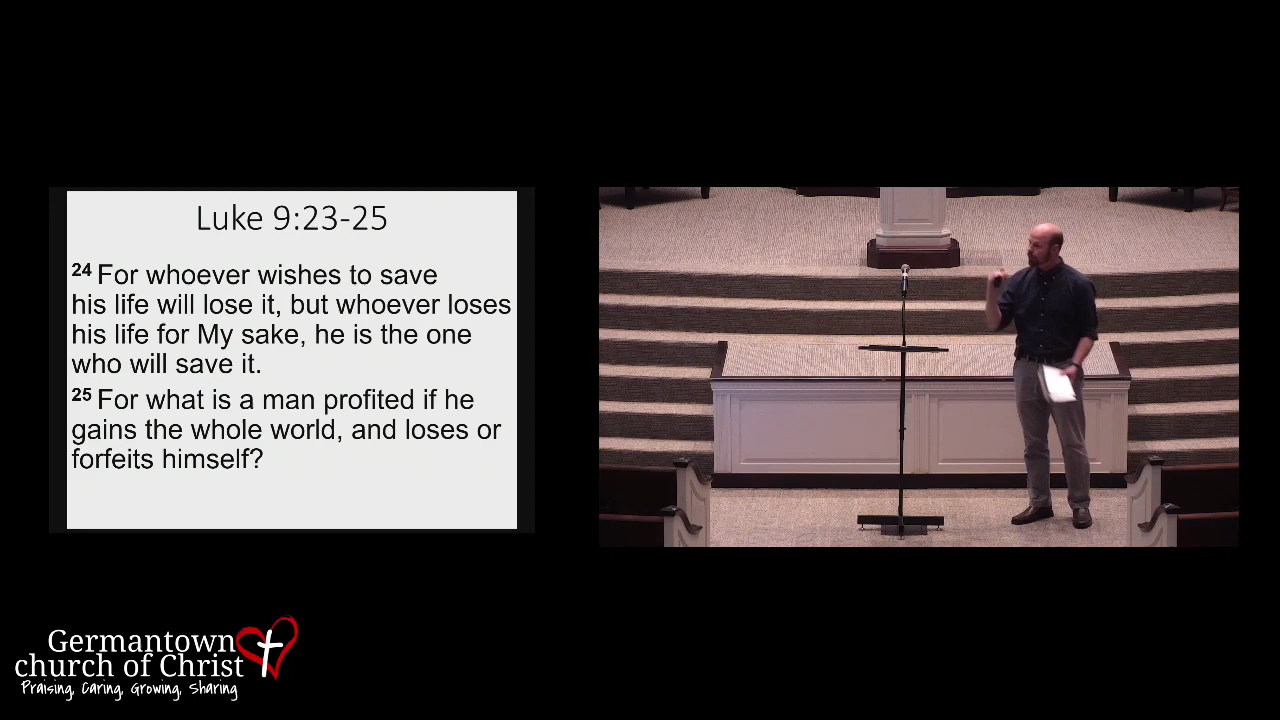 Luke 9:23-25
24 For whoever wishes to save
his life will lose it, but whoever loses
his life for My sake, he is the one
who will save it.
25 For what is a man profited if he
gains the whole world, and loses or
forfeits himself?
Germantown
church of Christ
Praising, Caring, Growing, Sharing